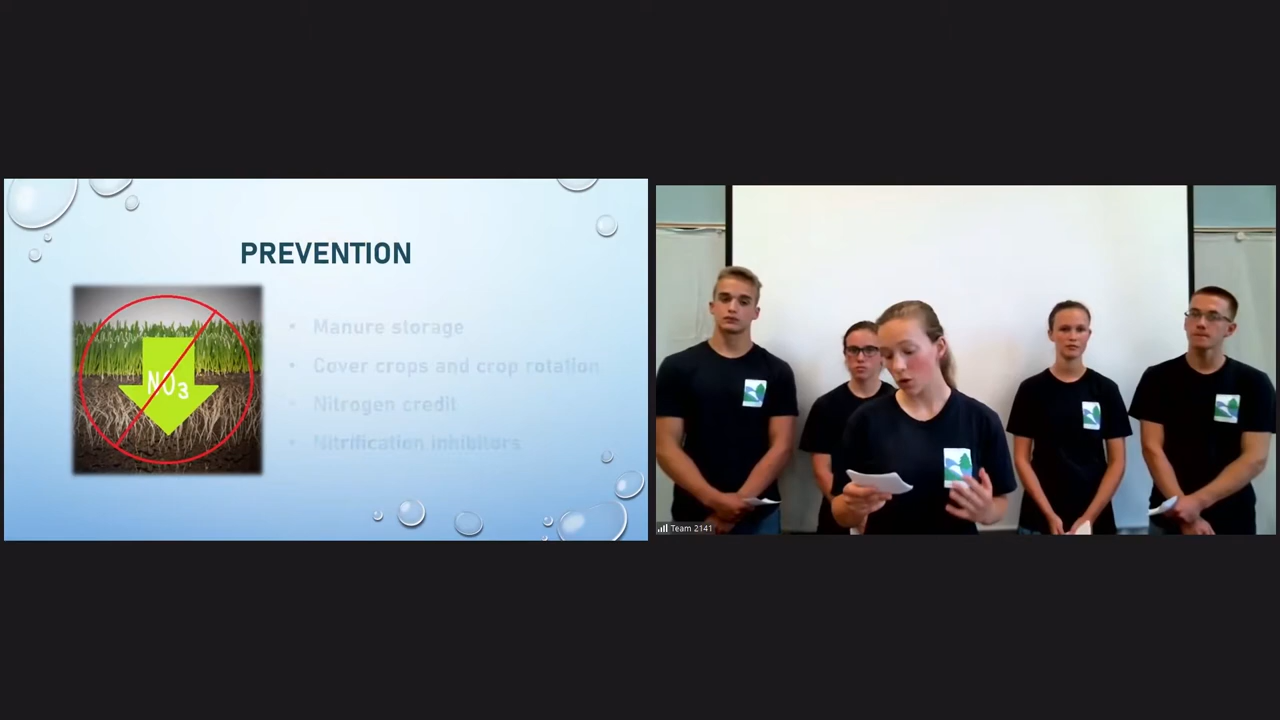 PREVENTION
NO3
• Manure storage
• Cover crops and crop rotation
• Nitrogen credit
• Nitrification inhibitors
Team 2141